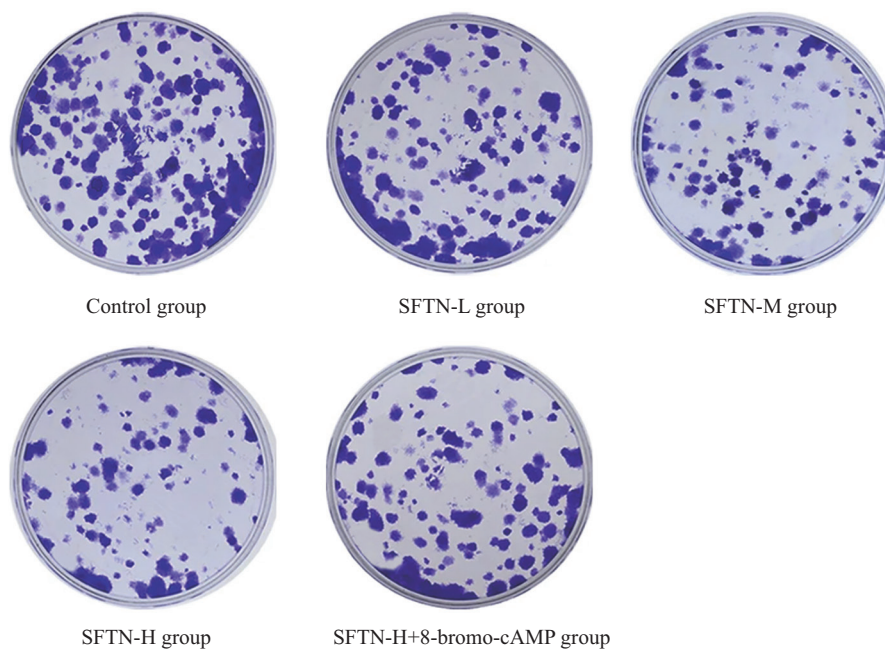 Control group
SFTN-L group
SFTN-M group
SFTN-H group
SFTN-H+8-bromo-cAMP group